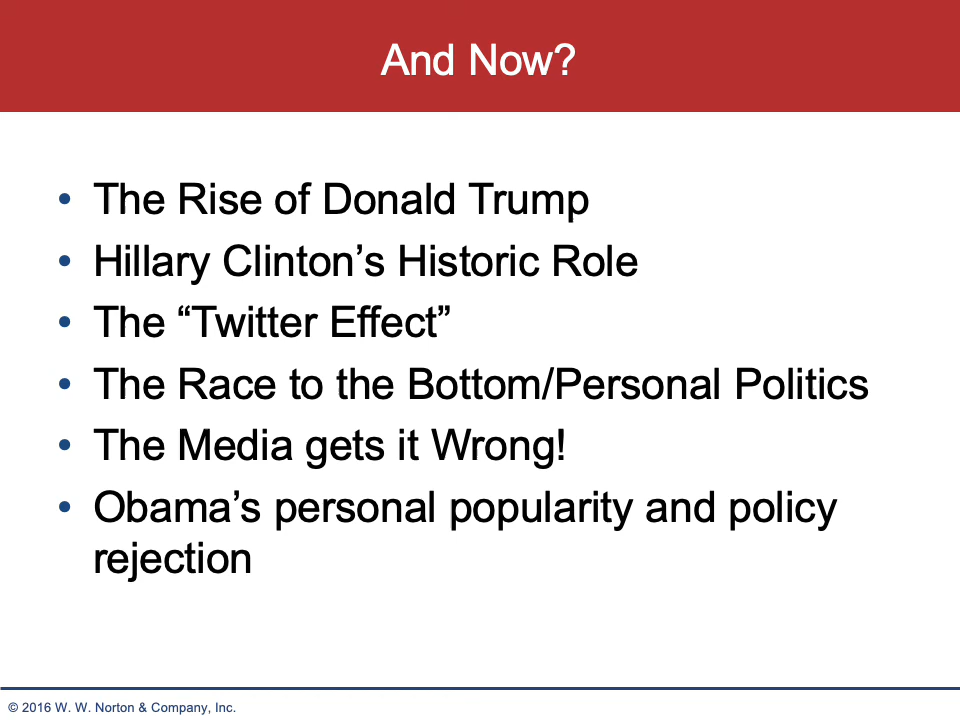 And Now?
• The Rise of Donald Trump
• Hillary Clinton’s Historic Role
• The “Twitter Effect”
• The Race to the Bottom/Personal Politics
• The Media gets it Wrong!
• Obama’s personal popularity and policy
rejection
© 2016 W. W. Norton & Company, Inc.